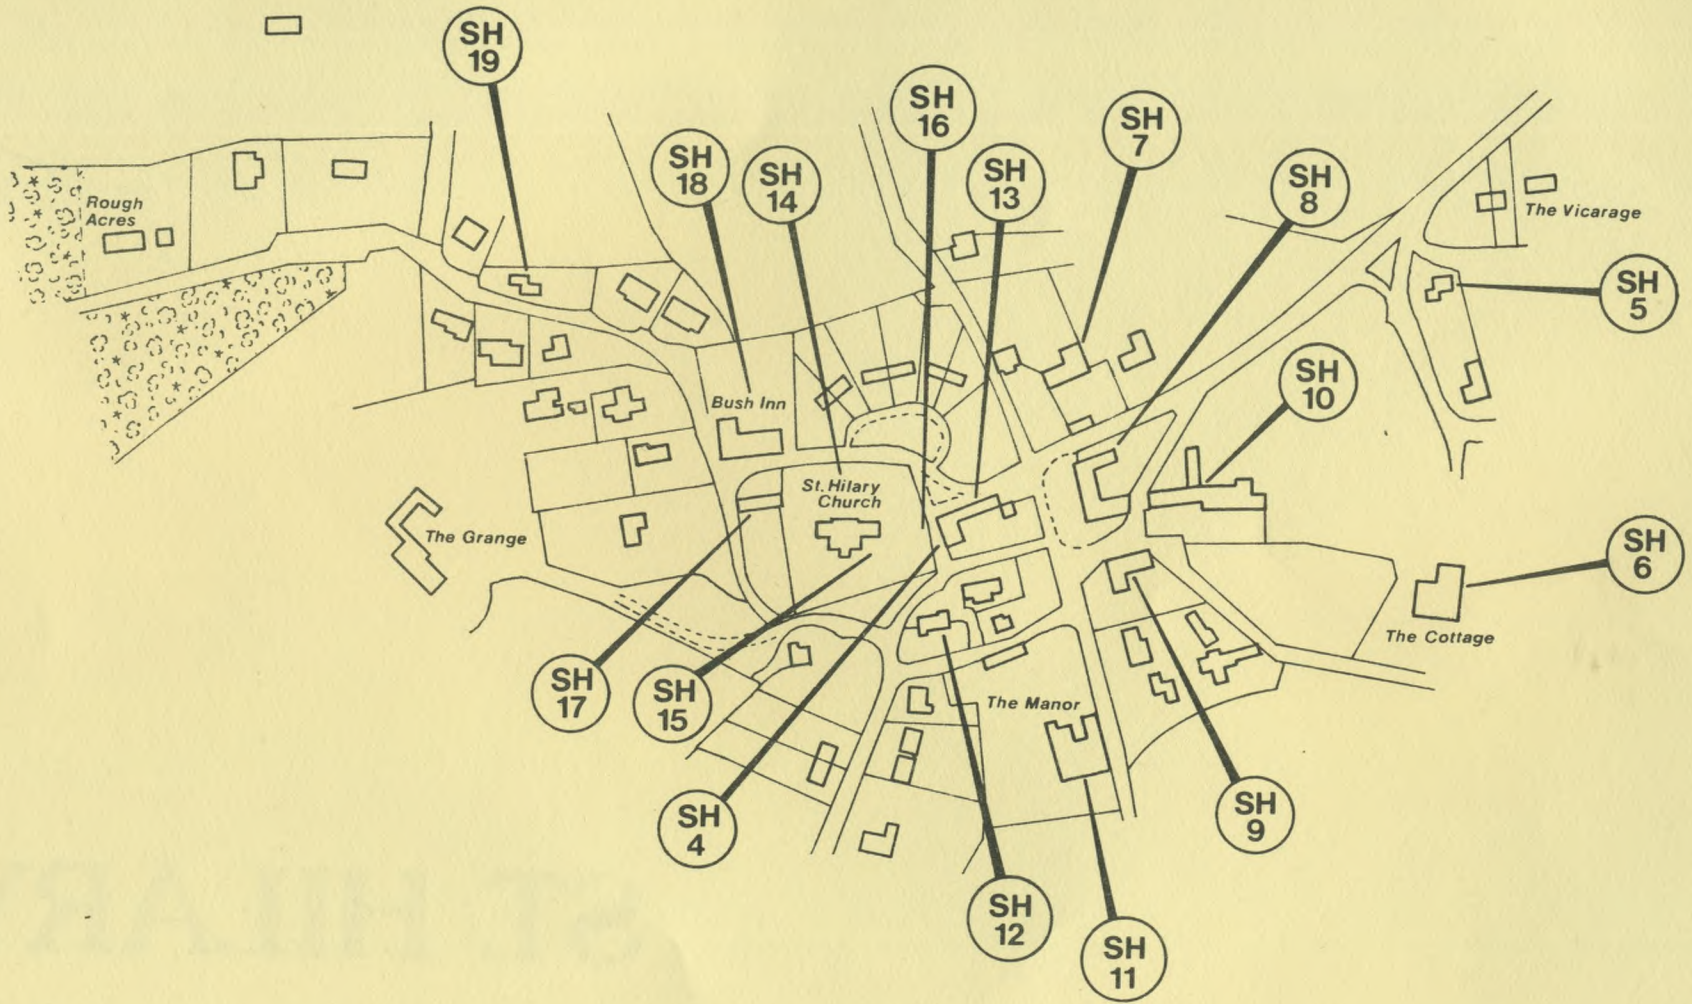 SH
19
SH
16
SH
7
SH
18
SH
14
SH
13
SH
8
Rough
Acres
The Vicarage
SH
5
SH
10
Bush Inn
St. Hilary
Church
The Grange
SH
6
The Cottage
SH
17
SH
15
The Manor
SH
4
SH
9
SH
12
SH
11
ST. HILARY